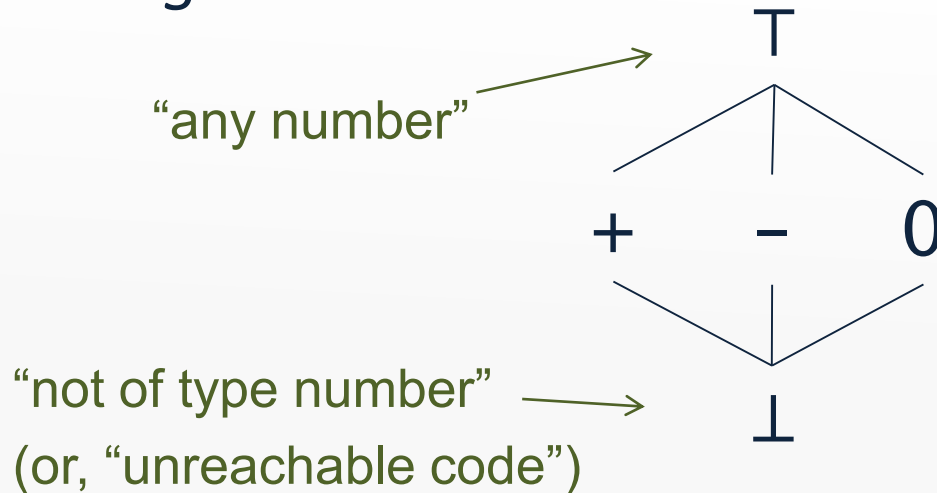 ⊤
“any number”
+ − 0
“not of type number”
⊥
(or, “unreachable code”)